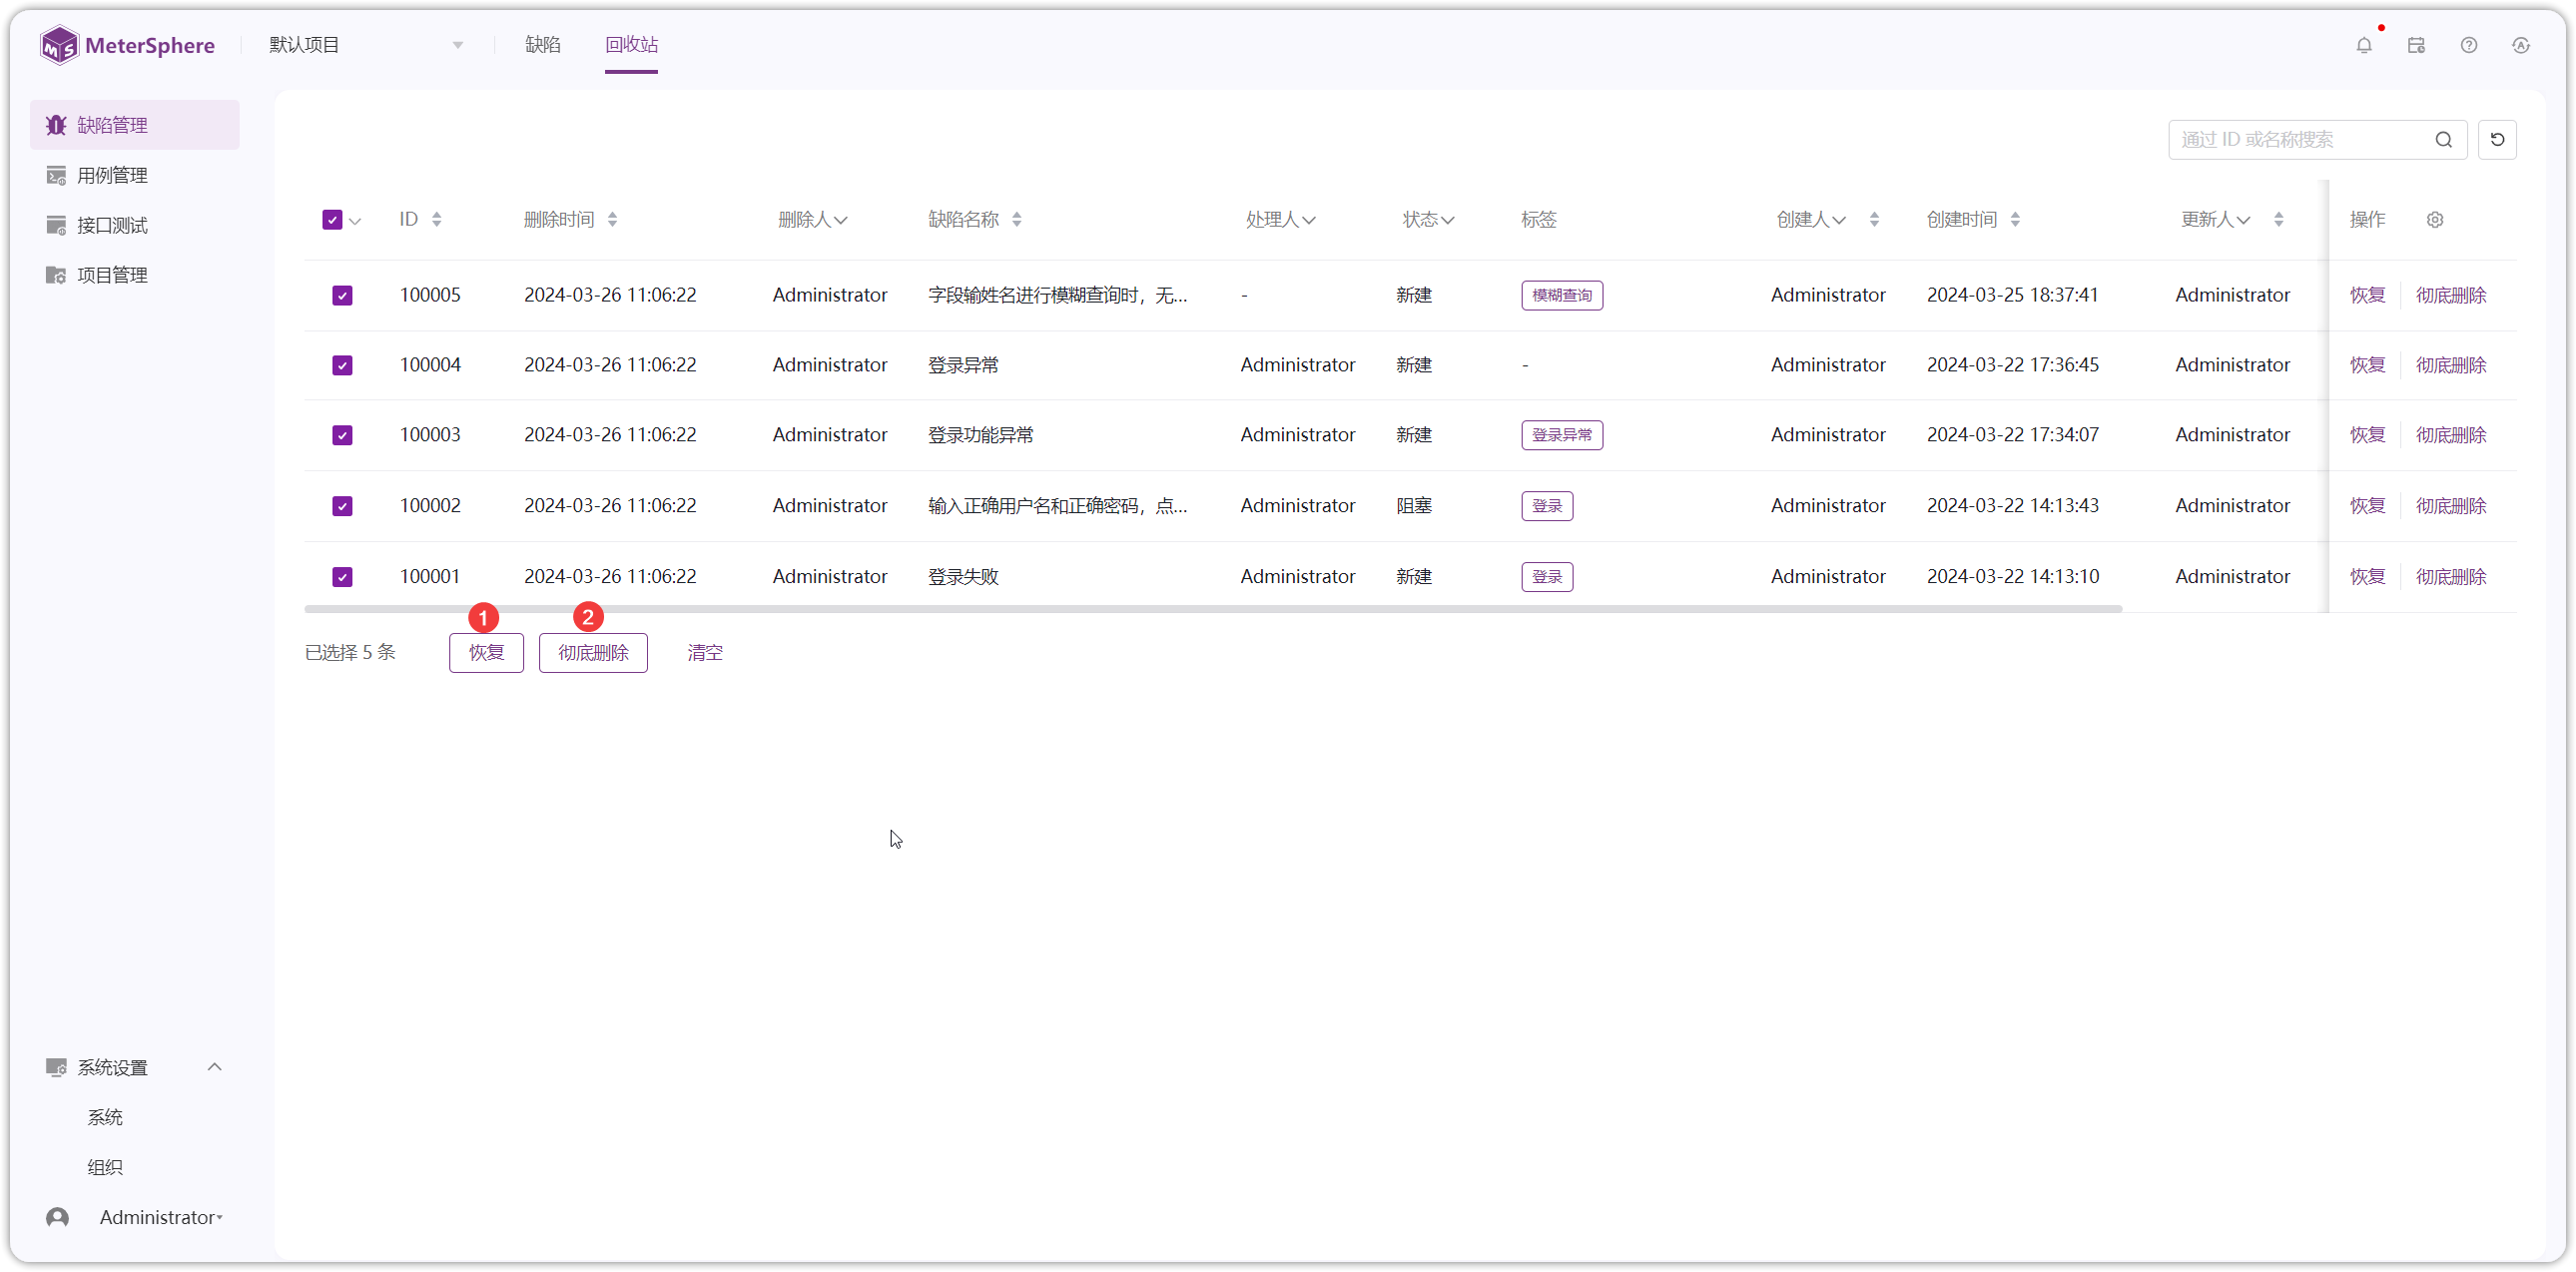 MeterSphere 默认项目 缺陷 回收站
缺陷管理
用例管理
接口测试
项目管理
通过 ID 或名称搜索
ID 删除时间 删除人 缺陷名称 处理人 状态 标签 创建人 创建时间 更新人 操作
100005 2024-03-26 11:06:22 Administrator 字段输姓名进行模糊查询时，无... - 新建 模糊查询 Administrator 2024-03-25 18:37:41 Administrator 恢复 彻底删除
100004 2024-03-26 11:06:22 Administrator 登录异常 Administrator 新建 - Administrator 2024-03-22 17:36:45 Administrator 恢复 彻底删除
100003 2024-03-26 11:06:22 Administrator 登录功能异常 Administrator 新建 登录异常 Administrator 2024-03-22 17:34:07 Administrator 恢复 彻底删除
100002 2024-03-26 11:06:22 Administrator 输入正确用户名和正确密码，点... Administrator 阻塞 登录 Administrator 2024-03-22 14:13:43 Administrator 恢复 彻底删除
100001 2024-03-26 11:06:22 Administrator 登录失败 Administrator 新建 登录 Administrator 2024-03-22 14:13:10 Administrator 恢复 彻底删除
1 2
已选择 5 条 恢复 彻底删除 清空
系统设置
系统
组织
Administrator